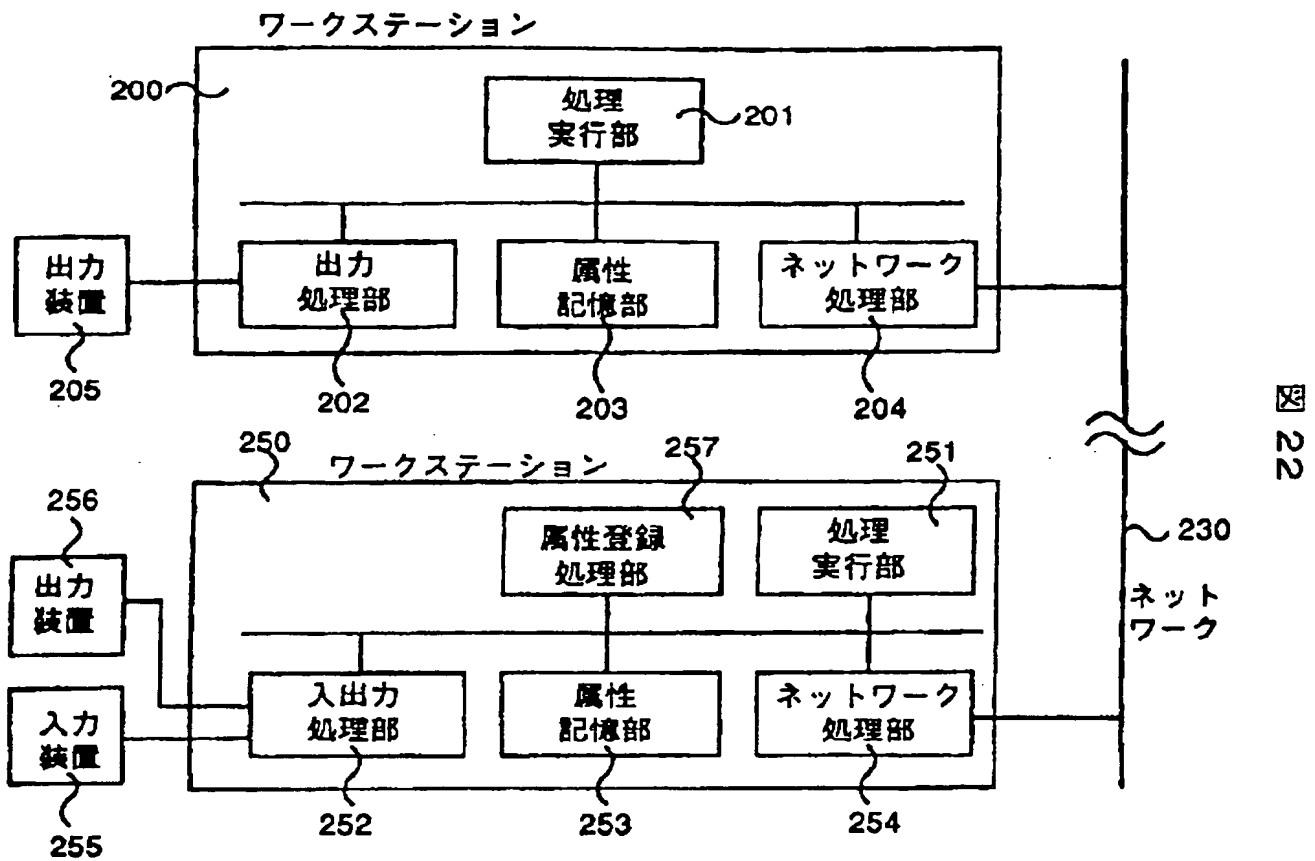 ワークステーション
200
処理
実行部
201
出力
装置
205
出力
処理部
202
属性
記憶部
203
ネットワーク
処理部
204
図22
250
ワークステーション
257
251
256
出力
装置
属性登録
処理部
処理
実行部
230
ネット
ワーク
入力
装置
255
入出力
処理部
252
属性
記憶部
253
ネットワーク
処理部
254